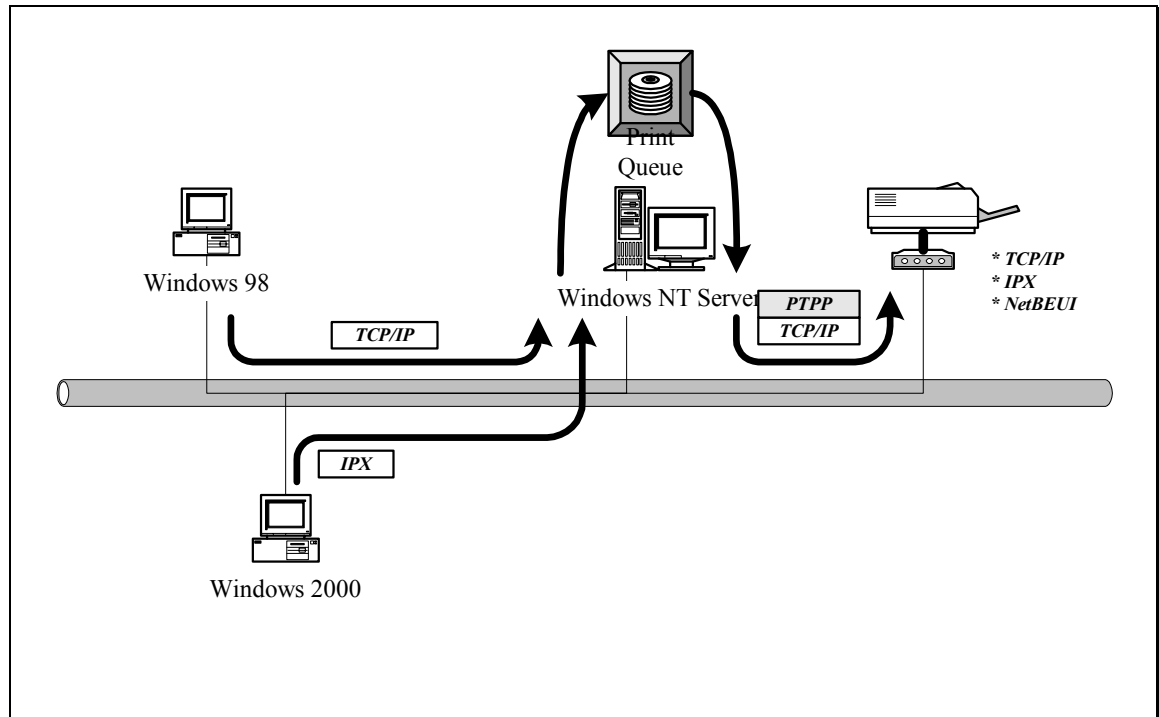 Print
Queue
Windows 98
Windows NT Server
* TCP/IP
* IPX
* NetBEUI
PTPP
TCP/IP
TCP/IP
IPX
Windows 2000